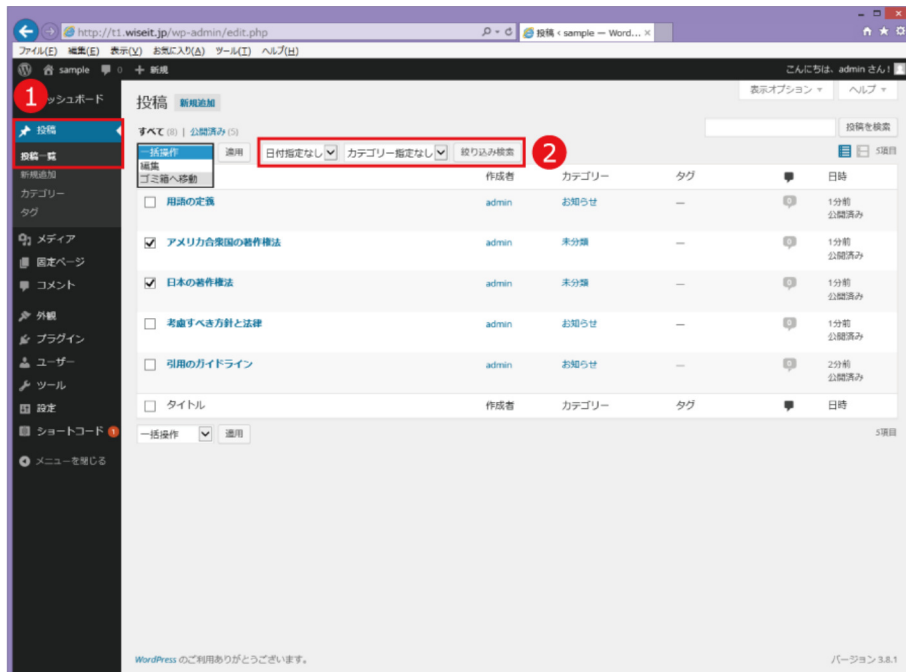 http://t1.wiseit.jp/wp-admin/edit.php
投稿 ‹ sample — Word... ×
ファイル(F) 編集(E) 表示(V) お気に入り(A) ツール(T) ヘルプ(H)
sample 0 + 新規 こんにちは、admin さん!
1 ッシュボード
投稿
投稿一覧
新規追加
カテゴリー
タグ
メディア
固定ページ
コメント
外観
プラグイン
ユーザー
ツール
設定
ショートコード 1
メニューを閉じる
表示オプション ヘルプ
投稿 新規追加
すべて (8) | 公開済み (5)
投稿を検索
一括操作 適用 日付指定なし カテゴリー指定なし 絞り込み検索 2 5項目
編集
ゴミ箱へ移動
作成者 カテゴリー タグ 日時
用語の定義 admin お知らせ — 0 1分前
公開済み
アメリカ合衆国の著作権法 admin 未分類 — 0 1分前
公開済み
日本の著作権法 admin 未分類 — 0 1分前
公開済み
考慮すべき方針と法律 admin お知らせ — 0 1分前
公開済み
引用のガイドライン admin お知らせ — 0 2分前
公開済み
タイトル 作成者 カテゴリー タグ 日時
一括操作 適用 5項目
WordPress のご利用ありがとうございます。 バージョン 3.8.1